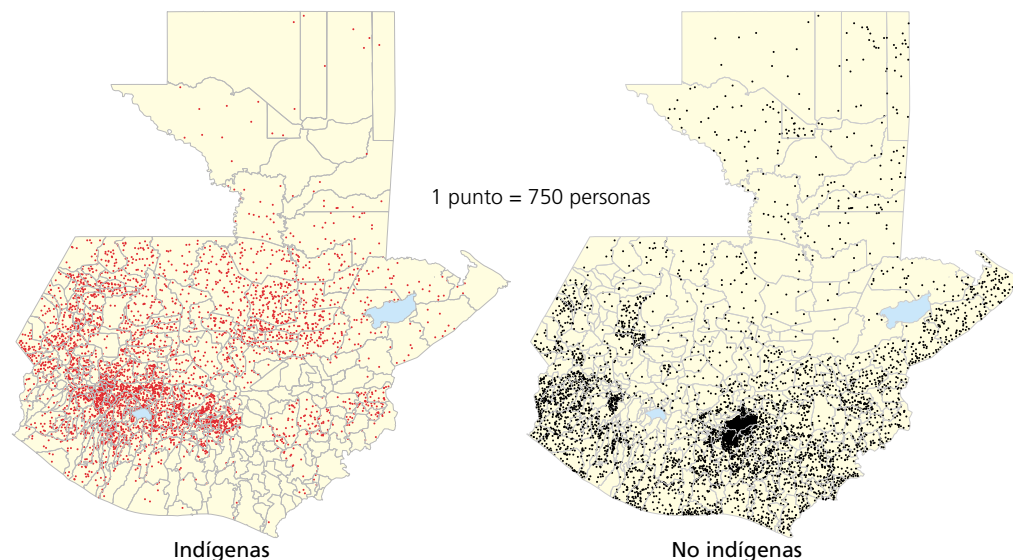 1 punto = 750 personas
Indígenas
No indígenas